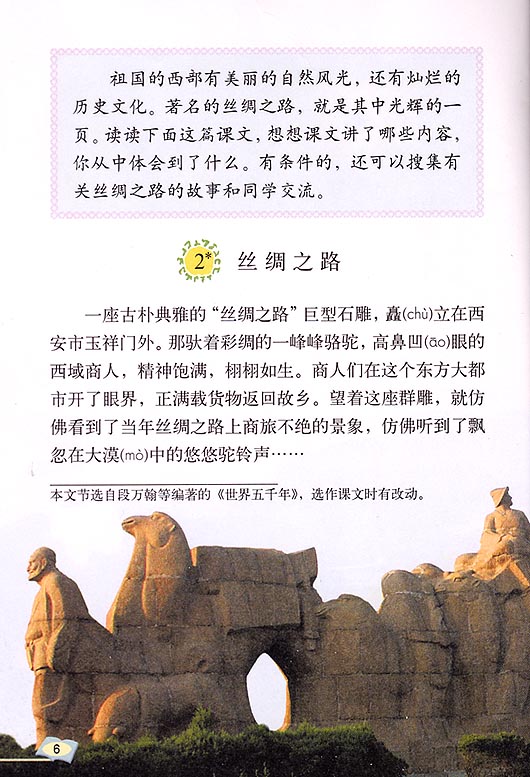 祖国的西部有美丽的自然风光，还有灿烂的
历史文化。著名的丝绸之路，就是其中光辉的一
页。读读下面这篇课文，想想课文讲了哪些内容，
你从中体会到了什么。有条件的，还可以搜集有
关丝绸之路的故事和同学交流。
2* 丝绸之路
一座古朴典雅的“丝绸之路”巨型石雕，矗(chù)立在西
安市玉祥门外。那驮着彩绸的一峰峰骆驼，高鼻凹(āo)眼的
西域商人，精神饱满，栩栩如生。商人们在这个东方大都
市开了眼界，正满载货物返回故乡。望着这座群雕，就仿
佛看到了当年丝绸之路上商旅不绝的景象，仿佛听到了飘
忽在大漠(mò)中的悠悠驼铃声……
本文节选自段万翰等编著的《世界五千年》，选作课文时有改动。
6